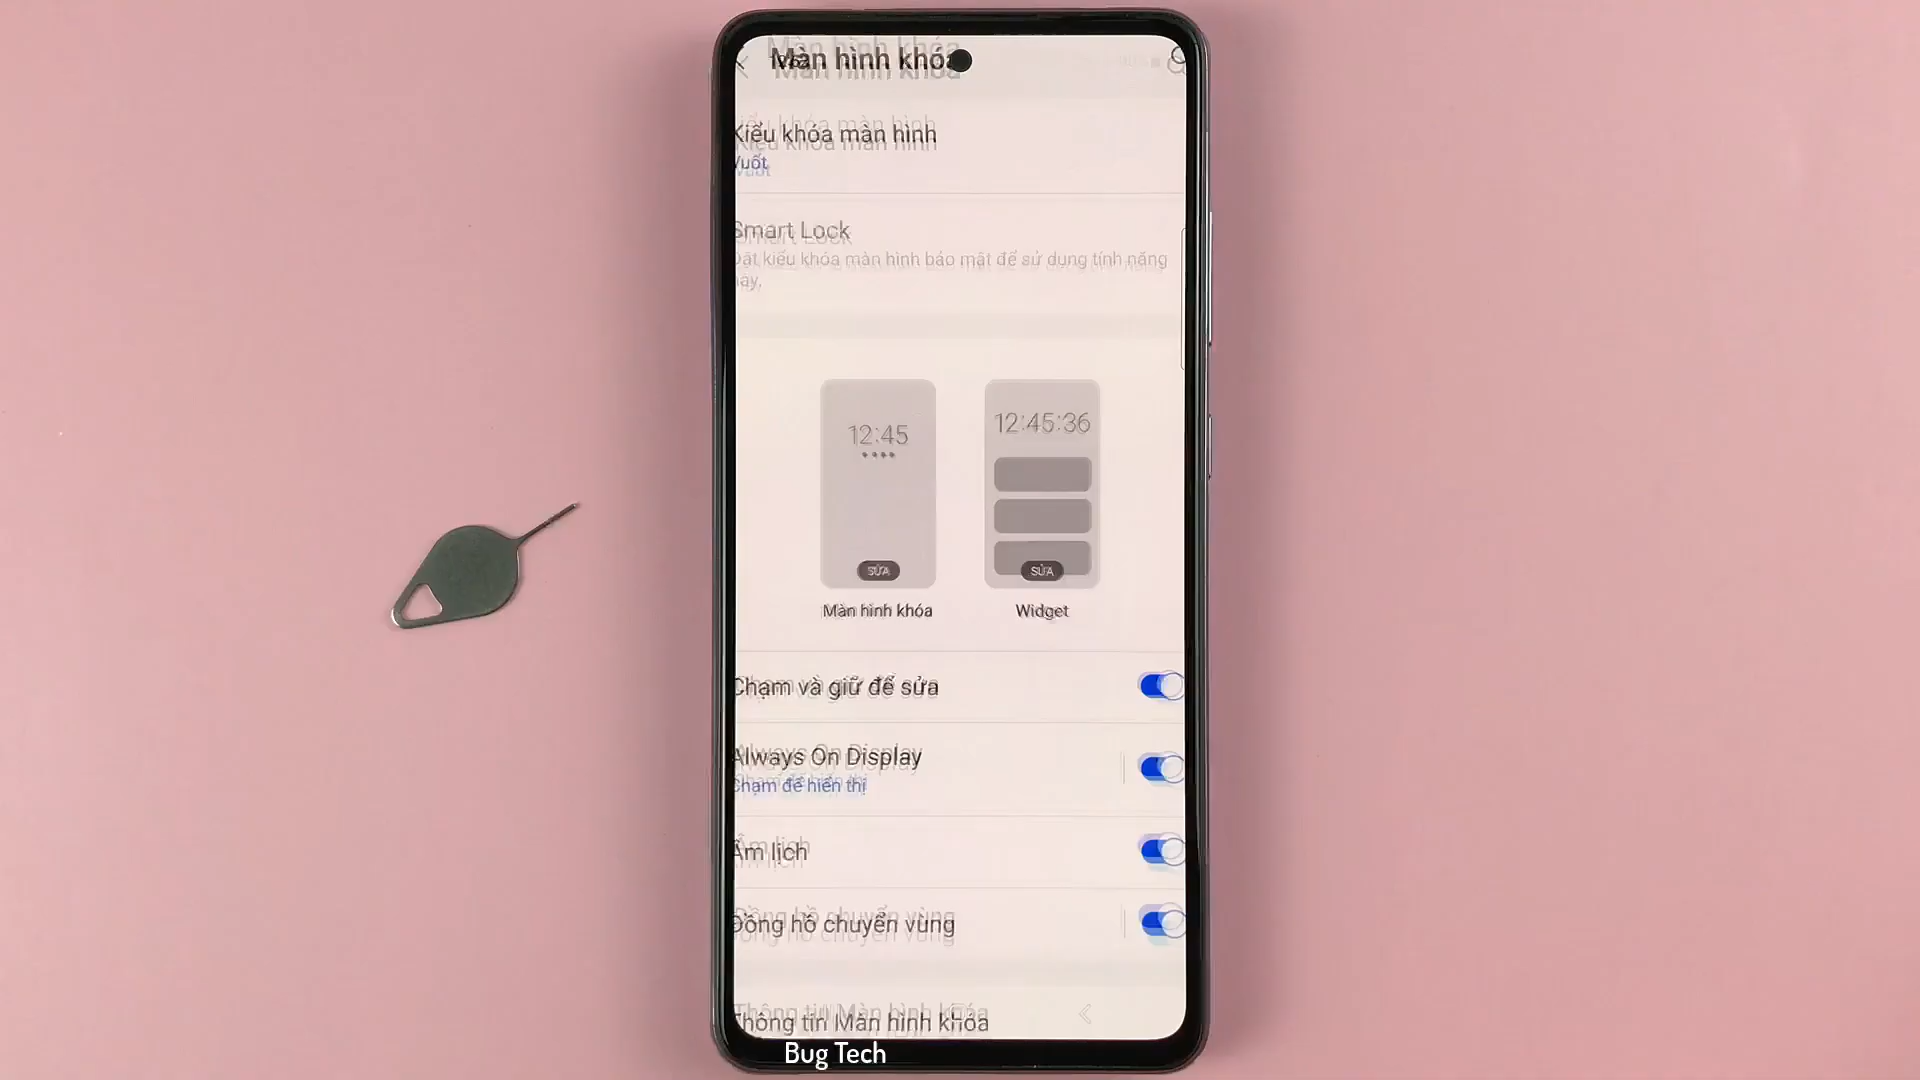 Màn hình khóa
Kiểu khóa màn hình
Vuốt
Smart Lock
Đặt kiểu khóa màn hình bảo mật để sử dụng tính năng
này.
12:45
12:45:36
SỬA
SỬA
Màn hình khóa
Widget
Chạm và giữ để sửa
Always On Display
Chạm để hiển thị
Âm lịch
Đồng hồ chuyển vùng
Thông tin Màn hình khóa
Bug Tech